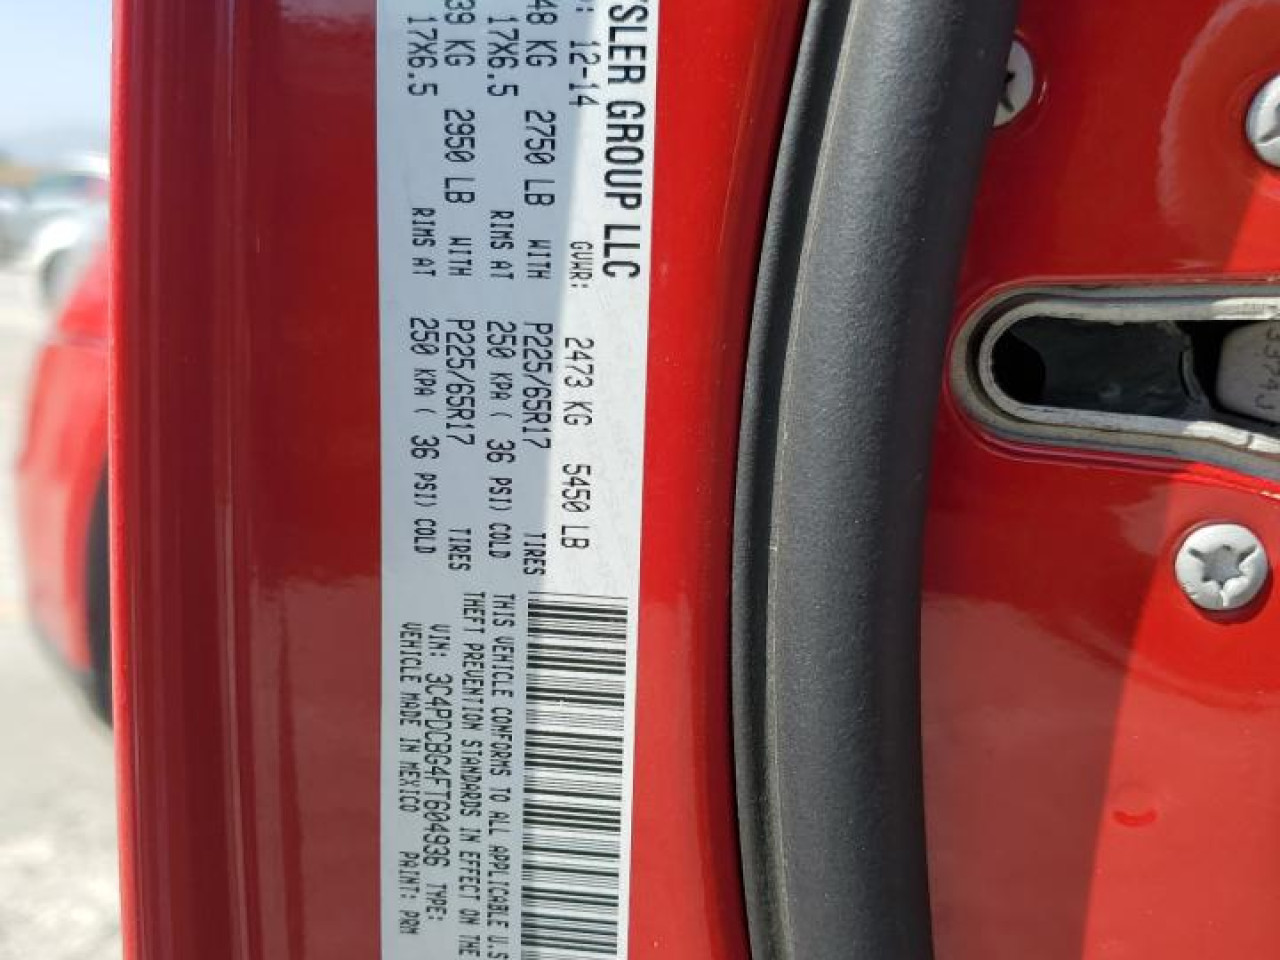 SLER GROUP LLC
12-14 GVWR: 2473 KG 5450 LB
48 KG 2750 LB WITH P225/65R17 TIRES
17X6.5 RIMS AT 250 KPA ( 36 PSI) COLD
39 KG 2950 LB WITH P225/65R17 TIRES
17X6.5 RIMS AT 250 KPA ( 36 PSI) COLD
THIS VEHICLE CONFORMS TO ALL APPLICABLE U.S
THEFT PREVENTION STANDARDS IN EFFECT ON THE
VIN: 3C4PDCBG4FT604936 TYPE:
VEHICLE MADE IN MEXICO PAINT: PRM